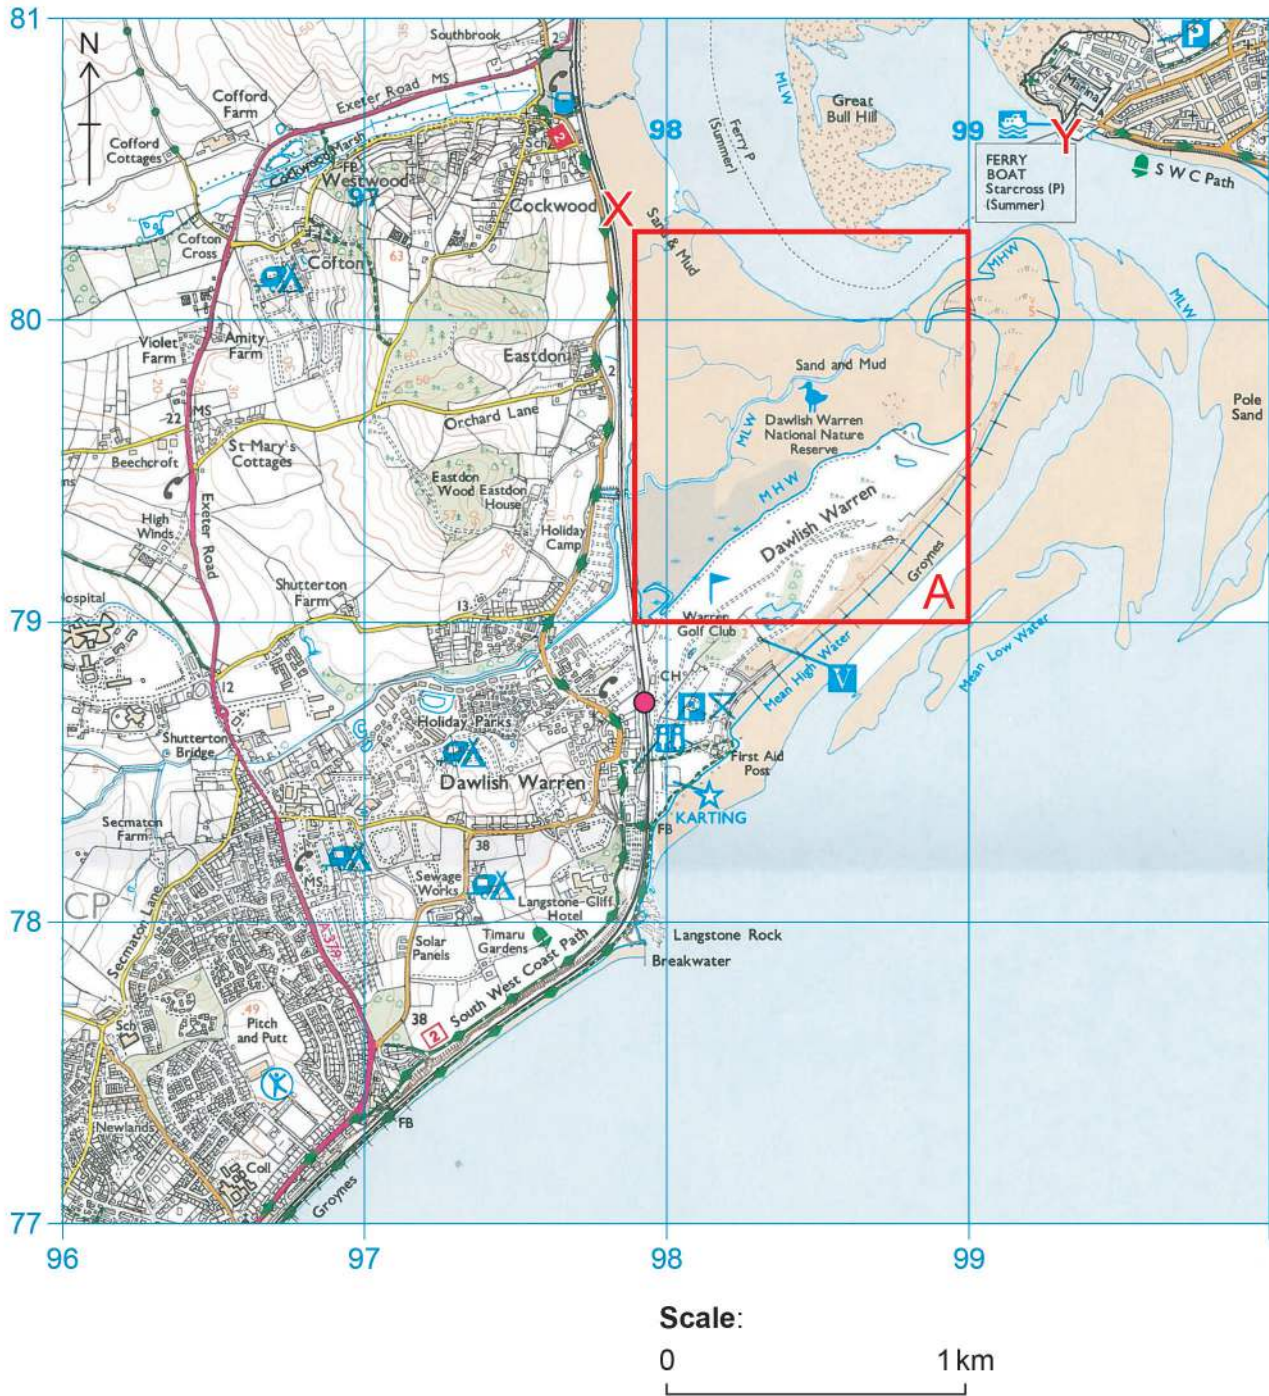 81
N
Southbrook
2
Exeter Road
MS
Cofford
Farm
Cofford
Cottages
Cockwood Marsh
FB
Westwood
97
Sch
2
Cockwood
X
98
Ferry P
(Summer)
MLW
Great
Bull Hill
P
Marina
99
Y
FERRY
BOAT
Starcross (P)
(Summer)
S W C Path
Sand & Mud
Cofton
Cross
Cofton
63
MHW
MLW
80
Violet
Farm
Amity
Farm
Eastdon
2
Orchard Lane
22
MS
St Mary's
Cottages
Beechcroft
High
Winds
Exeter Road
Eastdon
Wood
Eastdon
House
Holiday
Camp
Sand and Mud
MLW
Dawlish Warren
National Nature
Reserve
M H W
Dawlish Warren
Groynes
A
Pole
Sand
Hospital
Shutterton
Farm
13
79
12
Warren
Golf Club
CH
Mean High Water
Mean Low Water
V
P
Shutterton
Bridge
Holiday Parks
Dawlish Warren
First Aid
Post
KARTING
FB
Secmaton
Farm
38
MS
Sewage
Works
Langstone Cliff
Hotel
CP
Secmaton Lane
A 379
78
Solar
Panels
Timaru
Gardens
South West Coast Path
Langstone Rock
Breakwater
49
Pitch
and Putt
Sch
38
2
Newlands
FB
Coll
Groynes
77
96
97
98
99
Scale:
0
1 km